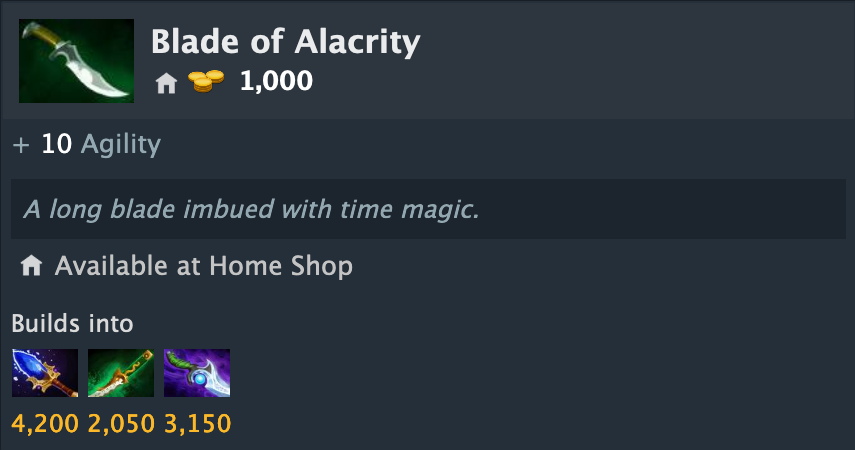 Blade of Alacrity
1,000
+ 10 Agility
A long blade imbued with time magic.
Available at Home Shop
Builds into
4,200 2,050 3,150